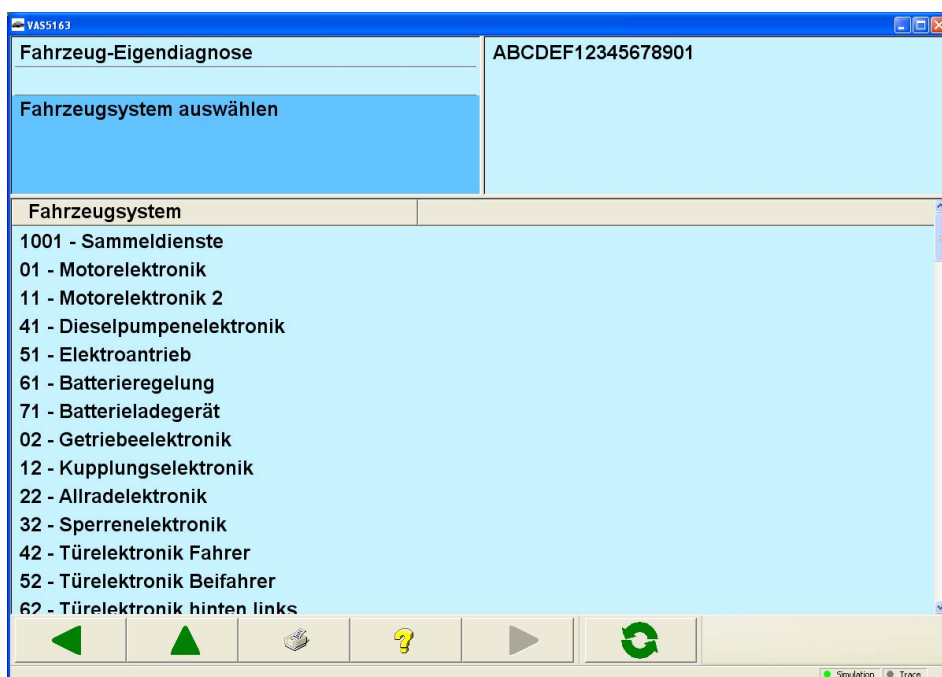 VAS5163
Fahrzeug-Eigendiagnose
ABCDEF12345678901
Fahrzeugsystem auswählen
Fahrzeugsystem
1001 - Sammeldienste
01 - Motorelektronik
11 - Motorelektronik 2
41 - Dieselpumpenelektronik
51 - Elektroantrieb
61 - Batterieregelung
71 - Batterieladegerät
02 - Getriebeelektronik
12 - Kupplungselektronik
22 - Allradelektronik
32 - Sperrenelektronik
42 - Türelektronik Fahrer
52 - Türelektronik Beifahrer
62 - Türelektronik hinten links
Simulation Trace